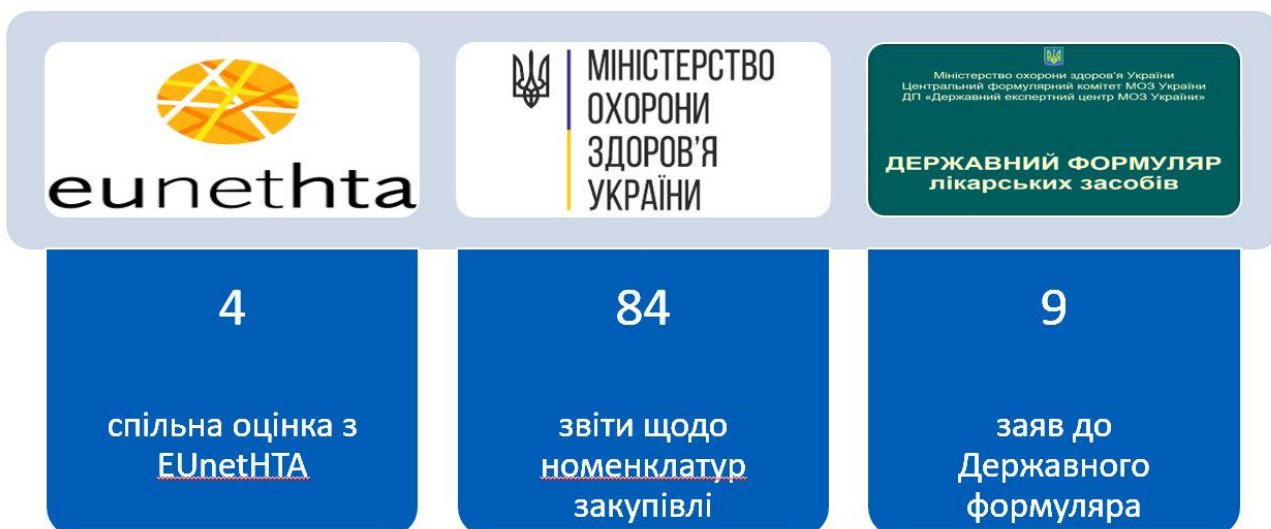 eunethta
МІНІСТЕРСТВО
ОХОРОНИ
ЗДОРОВ'Я
УКРАЇНИ
Міністерство охорони здоров'я України
Центральний формулярний комітет МОЗ України
ДП «Державний експертний центр МОЗ України»
ДЕРЖАВНИЙ ФОРМУЛЯР
лікарських засобів
4
спільна оцінка з
EUnetHTA
84
звіти щодо
номенклатур
закупівлі
9
заяв до
Державного
формуляра